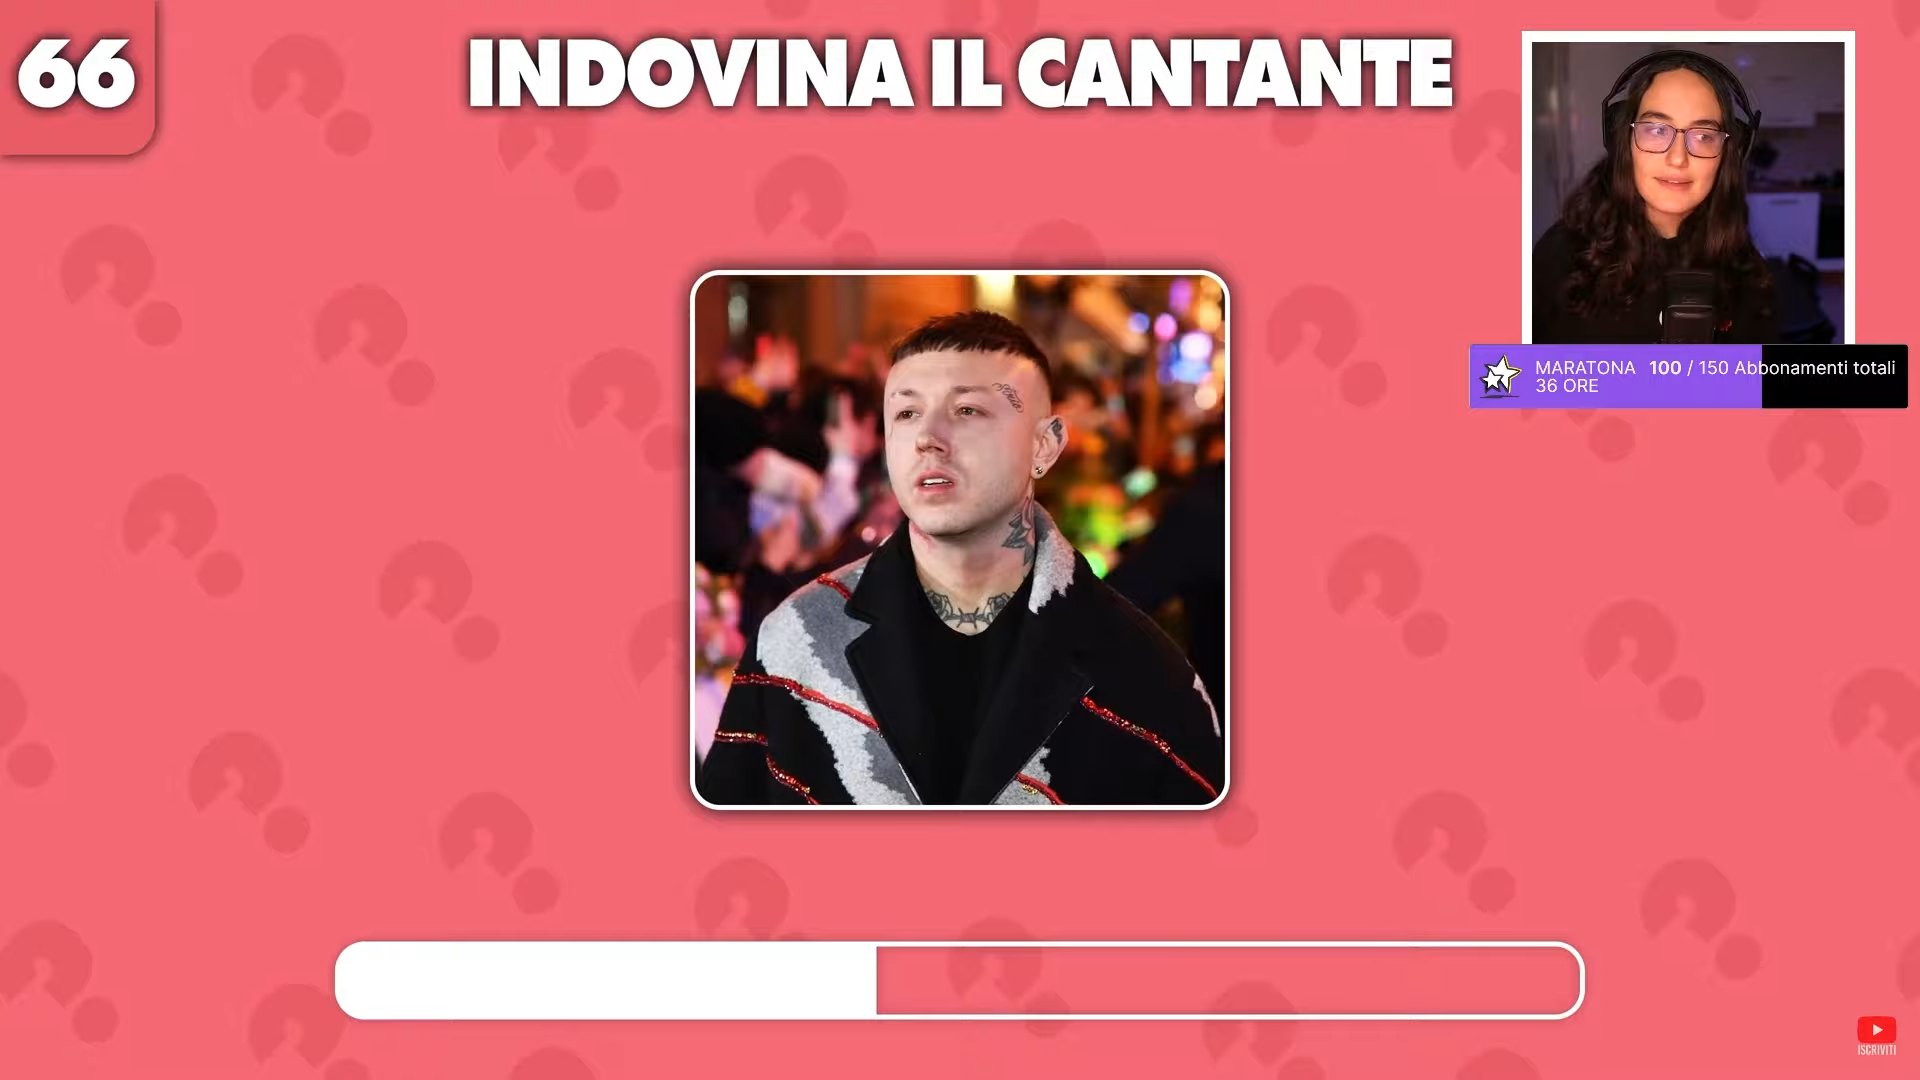 66
INDOVINA IL CANTANTE
MARATONA 100 / 150 Abbonamenti totali
36 ORE
ISCRIVITI